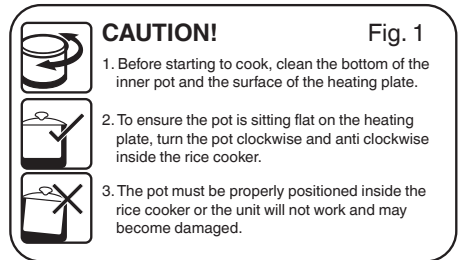 CAUTION! Fig. 1
1. Before starting to cook, clean the bottom of the
inner pot and the surface of the heating plate.
2. To ensure the pot is sitting flat on the heating
plate, turn the pot clockwise and anti clockwise
inside the rice cooker.
3. The pot must be properly positioned inside the
rice cooker or the unit will not work and may
become damaged.